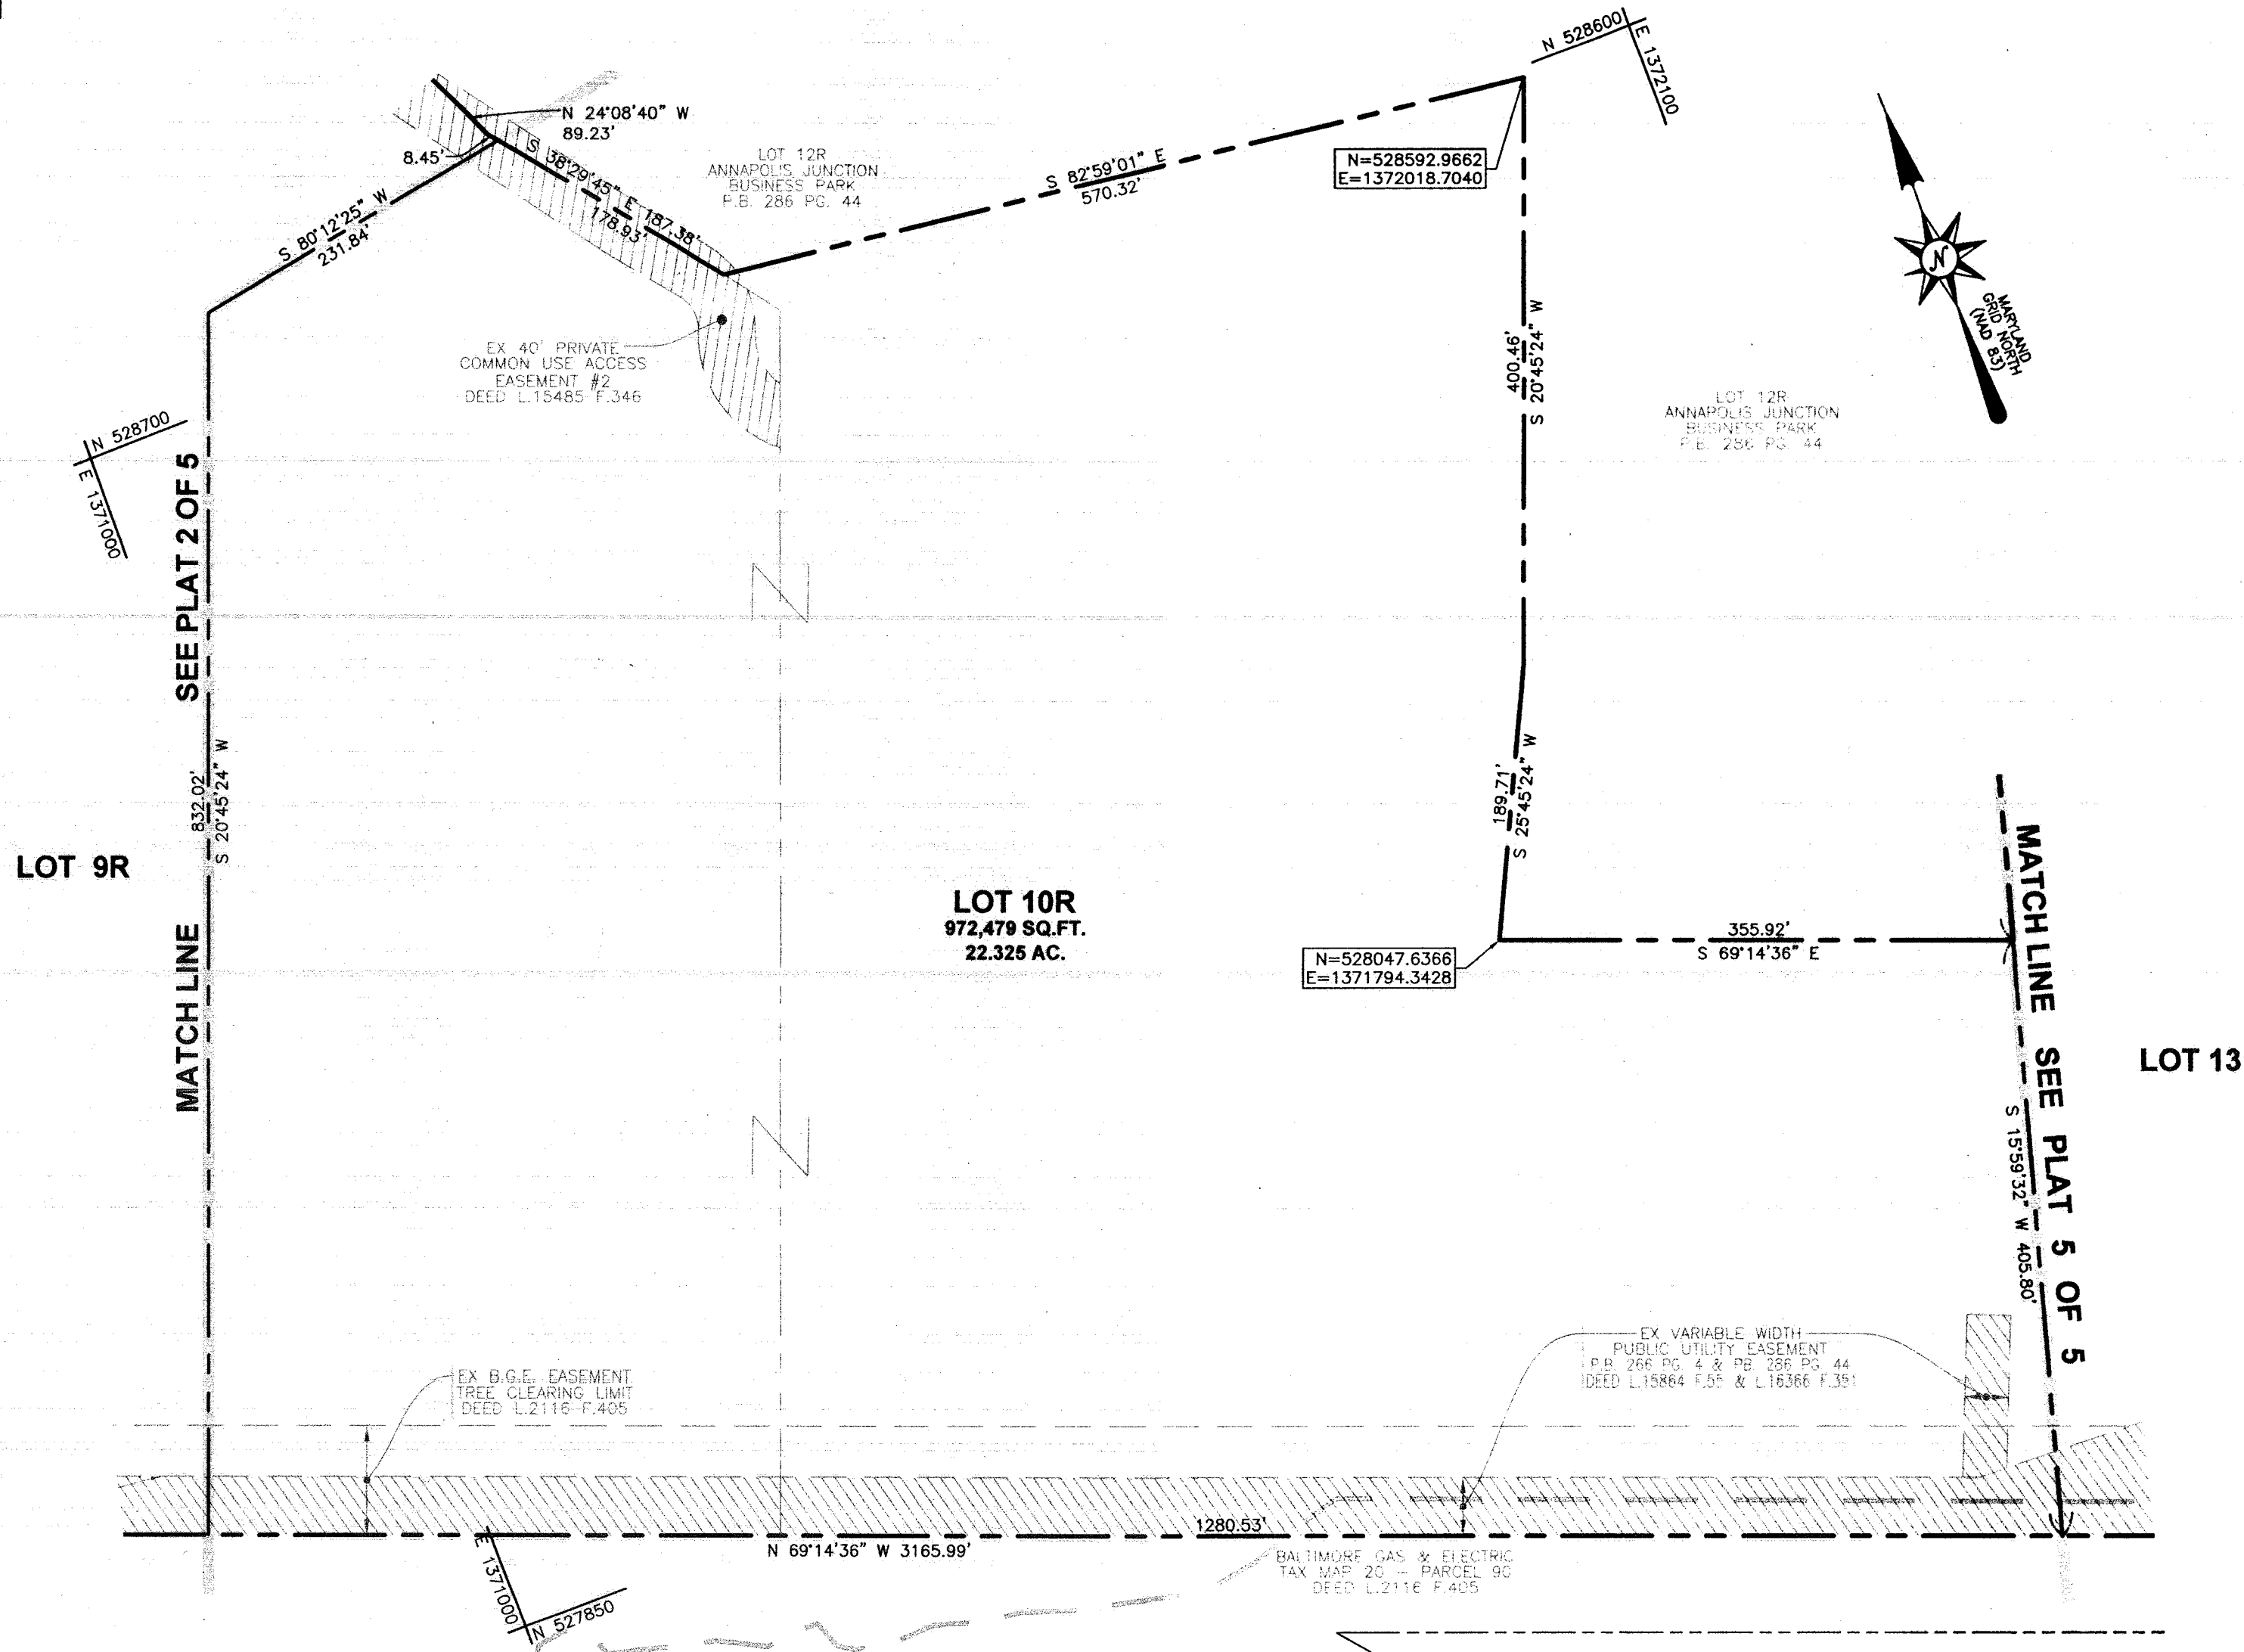 N 528600
E 1372100
N 24°08'40" W
89.23'
8.45'
S 38°29'45" E 187.38'
178.93'
LOT 12R
ANNAPOLIS JUNCTION
BUSINESS PARK
P.B. 286 PG. 44
S 82°59'01" E
570.32'
N=528592.9662
E=1372018.7040
S 80°12'25" W
231.84'
N
MARYLAND
GRID NORTH
(NAD 83)
EX 40' PRIVATE
COMMON USE ACCESS
EASEMENT #2
DEED L.15485 F.346
400.46'
S 20°45'24" W
LOT 12R
ANNAPOLIS JUNCTION
BUSINESS PARK
P.B. 286 PG. 44
N 528700
E 1371000
MATCH LINE SEE PLAT 2 OF 5
832.02'
S 20°45'24" W
189.71'
S 25°45'24" W
LOT 9R
LOT 10R
972,479 SQ.FT.
22.325 AC.
355.92'
S 69°14'36" E
N=528047.6366
E=1371794.3428
MATCH LINE SEE PLAT 5 OF 5
LOT 13
S 15°59'32" W 405.80'
EX VARIABLE WIDTH
PUBLIC UTILITY EASEMENT
P.B. 266 PG. 4 & PB. 286 PG. 44
DEED L.15864 F.55 & L.16366 F.351
EX B.G.E. EASEMENT
TREE CLEARING LIMIT
DEED L.2116 F.405
1280.53'
N 69°14'36" W 3165.99'
BALTIMORE GAS & ELECTRIC
TAX MAP 20 - PARCEL 90
DEED L.2116 F.405
E 1371000
N 527850